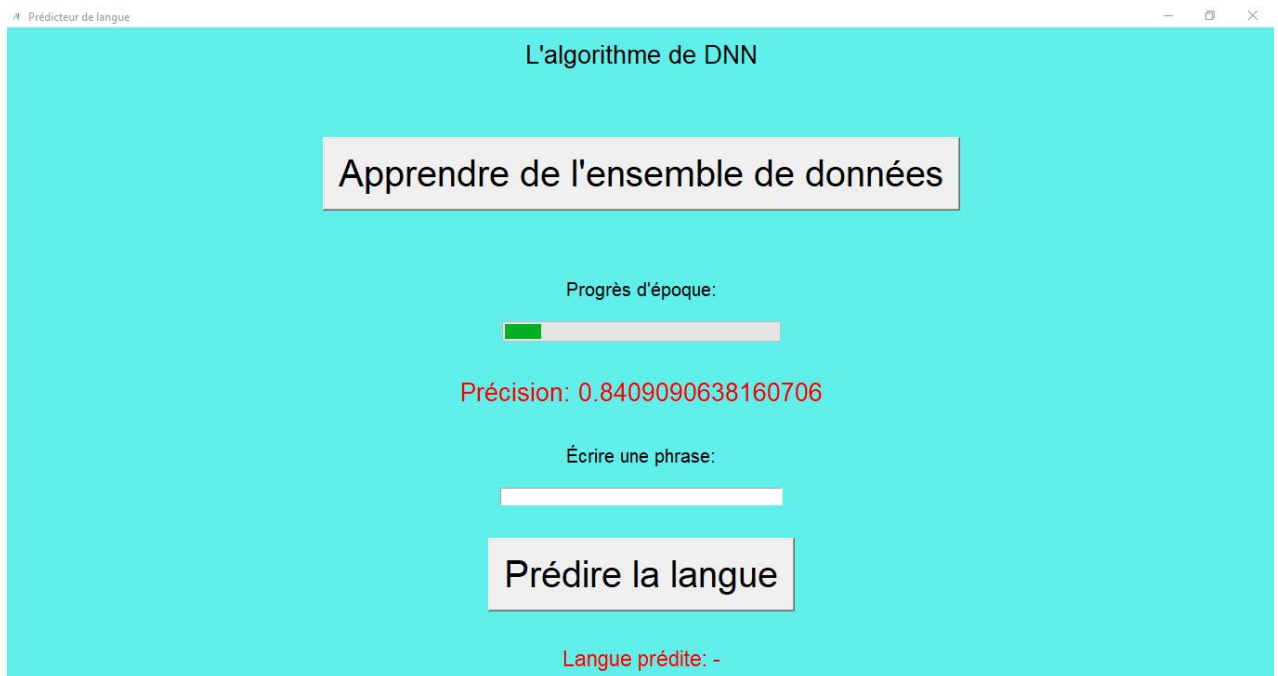 Prédicteur de langue
L'algorithme de DNN
Apprendre de l'ensemble de données
Progrès d'époque:
Précision: 0.8409090638160706
Écrire une phrase:
Prédire la langue
Langue prédite: -